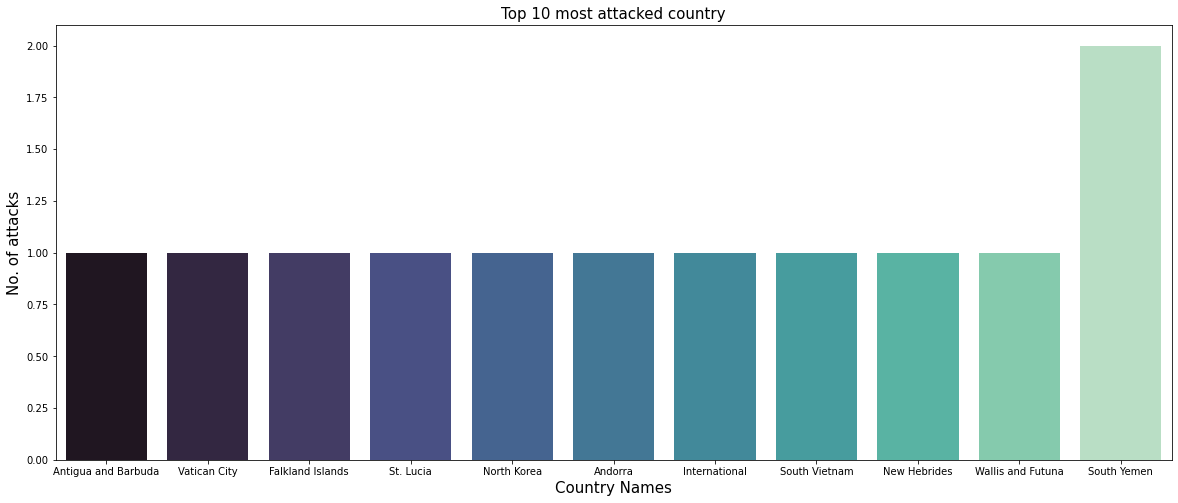 Top 10 most attacked country
No. of attacks
2.00
1.75
1.50
1.25
1.00
0.75
0.50
0.25
0.00
Antigua and Barbuda
Vatican City
Falkland Islands
St. Lucia
North Korea
Andorra
International
South Vietnam
New Hebrides
Wallis and Futuna
South Yemen
Country Names